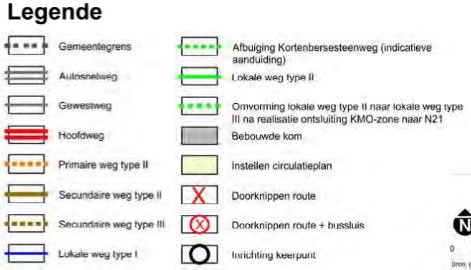 Legende
Gemeentegrens
Autosnelweg
Gewestweg
Hoofdweg
Primaire weg type II
Secundaire weg type II
Secundaire weg type III
Lokale weg type I
Afbuiging Kortenbersesteenweg (indicatieve
aanduiding)
Lokale weg type II
Omvorming lokale weg type II naar lokale weg type
III na realisatie ontsluiting KMO-zone naar N21
Bebouwde kom
Instellen circulatieplan
X Doorknippen route
X Doorknippen route + bussluis
Inrichting keerpunt
N
0